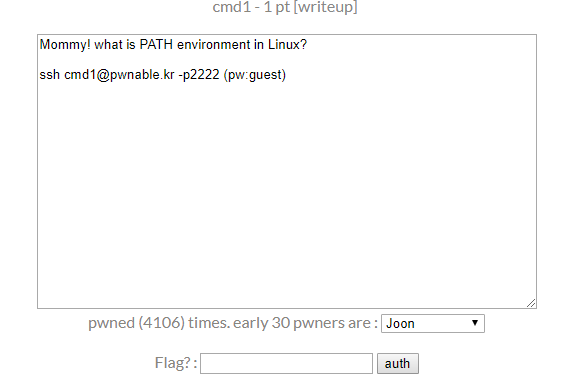 cmd1 - 1 pt [writeup]
Mommy! what is PATH environment in Linux?
ssh cmd1@pwnable.kr -p2222 (pw:guest)
pwned (4106) times. early 30 pwners are : Joon
Flag? : auth